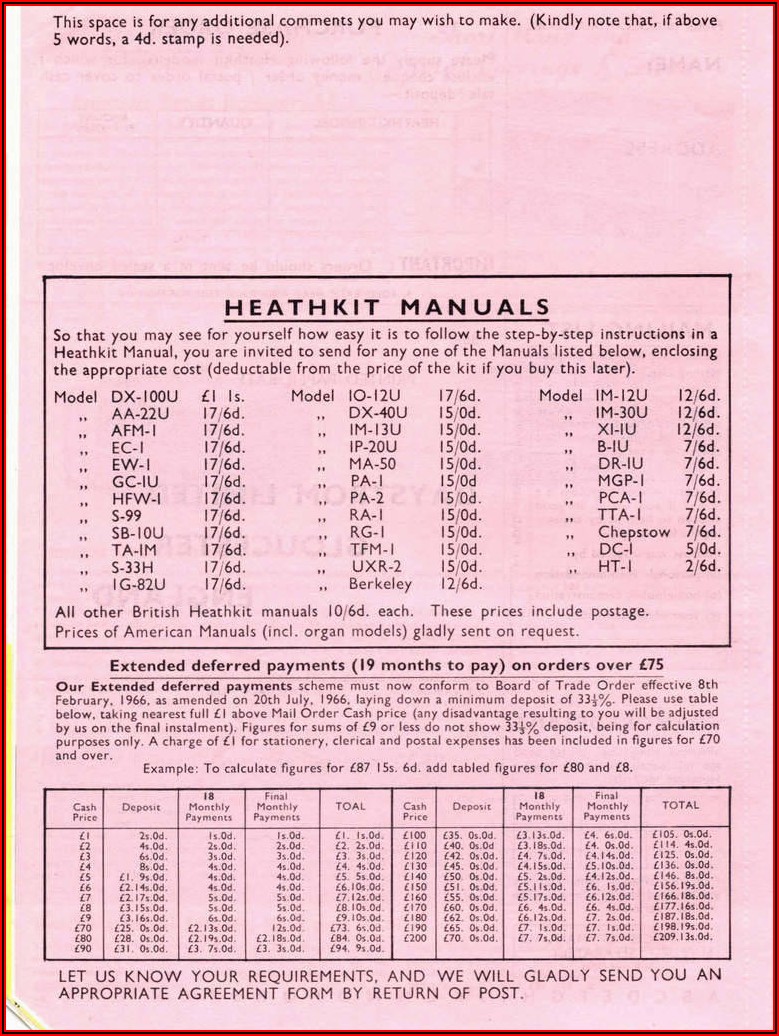 This space is for any additional comments you may wish to make. (Kindly note that, if above
5 words, a 4d. stamp is needed).
HEATHKIT MANUALS
So that you may see for yourself how easy it is to follow the step-by-step instructions in a
Heathkit Manual, you are invited to send for any one of the Manuals listed below, enclosing
the appropriate cost (deductable from the price of the kit if you buy this later).
Model DX-100U £1 1s. Model IO-12U 17/6d. Model IM-12U 12/6d.
,, AA-22U 17/6d. ,, DX-40U 15/0d. ,, IM-30U 12/6d.
,, AFM-1 17/6d. ,, IM-13U 15/0d. ,, XI-IU 12/6d.
,, EC-1 17/6d. ,, IP-20U 15/0d. ,, B-IU 7/6d.
,, EW-1 17/6d. ,, MA-50 15/0d. ,, DR-IU 7/6d.
,, GC-IU 17/6d. ,, PA-1 15/0d ,, MGP-1 7/6d.
,, HFW-1 17/6d. ,, PA-2 15/0d. ,, PCA-1 7/6d.
,, S-99 17/6d. ,, RA-1 15/0d. ,, TTA-1 7/6d.
,, SB-10U 17/6d. ,, RG-1 15/0d. ,, Chepstow 7/6d.
,, TA-IM 17/6d. ,, TFM-1 15/0d. ,, DC-1 5/0d.
,, S-33H 17/6d. ,, UXR-2 15/0d. ,, HT-1 2/6d.
,, IG-82U 17/6d. ,, Berkeley 12/6d.
All other British Heathkit manuals 10/6d. each. These prices include postage.
Prices of American Manuals (incl. organ models) gladly sent on request.
Extended deferred payments (19 months to pay) on orders over £75
Our Extended deferred payments scheme must now conform to Board of Trade Order effective 8th
February, 1966, as amended on 20th July, 1966, laying down a minimum deposit of 33⅓%. Please use table
below, taking nearest full £1 above Mail Order Cash price (any disadvantage resulting to you will be adjusted
by us on the final instalment). Figures for sums of £9 or less do not show 33⅓% deposit, being for calculation
purposes only. A charge of £1 for stationery, clerical and postal expenses has been included in figures for £70
and over.
Example: To calculate figures for £87 15s. 6d. add tabled figures for £80 and £8.
Cash Price Deposit 18 Monthly Payments Final Monthly Payments TOAL Cash Price Deposit 18 Monthly Payments Final Monthly Payments TOTAL
£1 2s.0d. 1s.0d. 1s.0d. £1. 1s.0d. £100 £35. 0s.0d. £3.13s.0d. £4. 6s.0d. £105. 0s.0d.
£2 4s.0d. 2s.0d. 2s.0d. £2. 2s.0d. £110 £40. 0s.0d £3.18s.0d. £4. 0s.0d. £114. 4s.0d.
£3 6s.0d. 3s.0d. 3s.0d. £3. 3s.0d. £120 £42. 0s.0d. £4. 7s.0d. £4.14s.0d. £125. 0s.0d.
£4 8s.0d. 4s.0d. 4s.0d. £4. 4s.0d. £130 £45. 0s.0d. £4.15s.0d. £5.10s.0d. £136. 0s.0d.
£5 £1. 9s.0d. 4s.0d. 4s.0d. £5. 5s.0d. £140 £50. 0s.0d. £5. 2s.0d. £4.12s.0d. £146. 8s.0d.
£6 £2.14s.0d. 4s.0d. 4s.0d. £6.10s.0d. £150 £51. 0s.0d. £5.11s.0d. £6. 1s.0d. £156.19s.0d.
£7 £2.17s.0d. 5s.0d. 5s.0d. £7.12s.0d. £160 £55. 0s.0d. £5.17s.0d. £6.12s.0d. £166.18s.0d.
£8 £3.15s.0d. 5s.0d. 5s.0d. £8.10s.0d. £170 £60. 0s.0d. £6. 4s.0d. £6. 4s.0d. £177.16s.0d.
£9 £3.16s.0d. 6s.0d. 6s.0d. £9.10s.0d. £180 £62. 0s.0d. £6.12s.0d. £7. 2s.0d. £187.18s.0d.
£70 £25. 0s.0d. £2.13s.0d. 12s.0d. £73. 6s.0d. £190 £65. 0s.0d. £7. 1s.0d. £7. 1s.0d. £198.19s.0d.
£80 £28. 0s.0d. £2.19s.0d. £2.18s.0d. £84. 0s.0d. £200 £70. 0s.0d. £7. 7s.0d. £7. 7s.0d. £209.13s.0d.
£90 £31. 0s.0d. £3. 7s.0d. £3. 3s.0d. £94. 9s.0d.
LET US KNOW YOUR REQUIREMENTS, AND WE WILL GLADLY SEND YOU AN
APPROPRIATE AGREEMENT FORM BY RETURN OF POST.